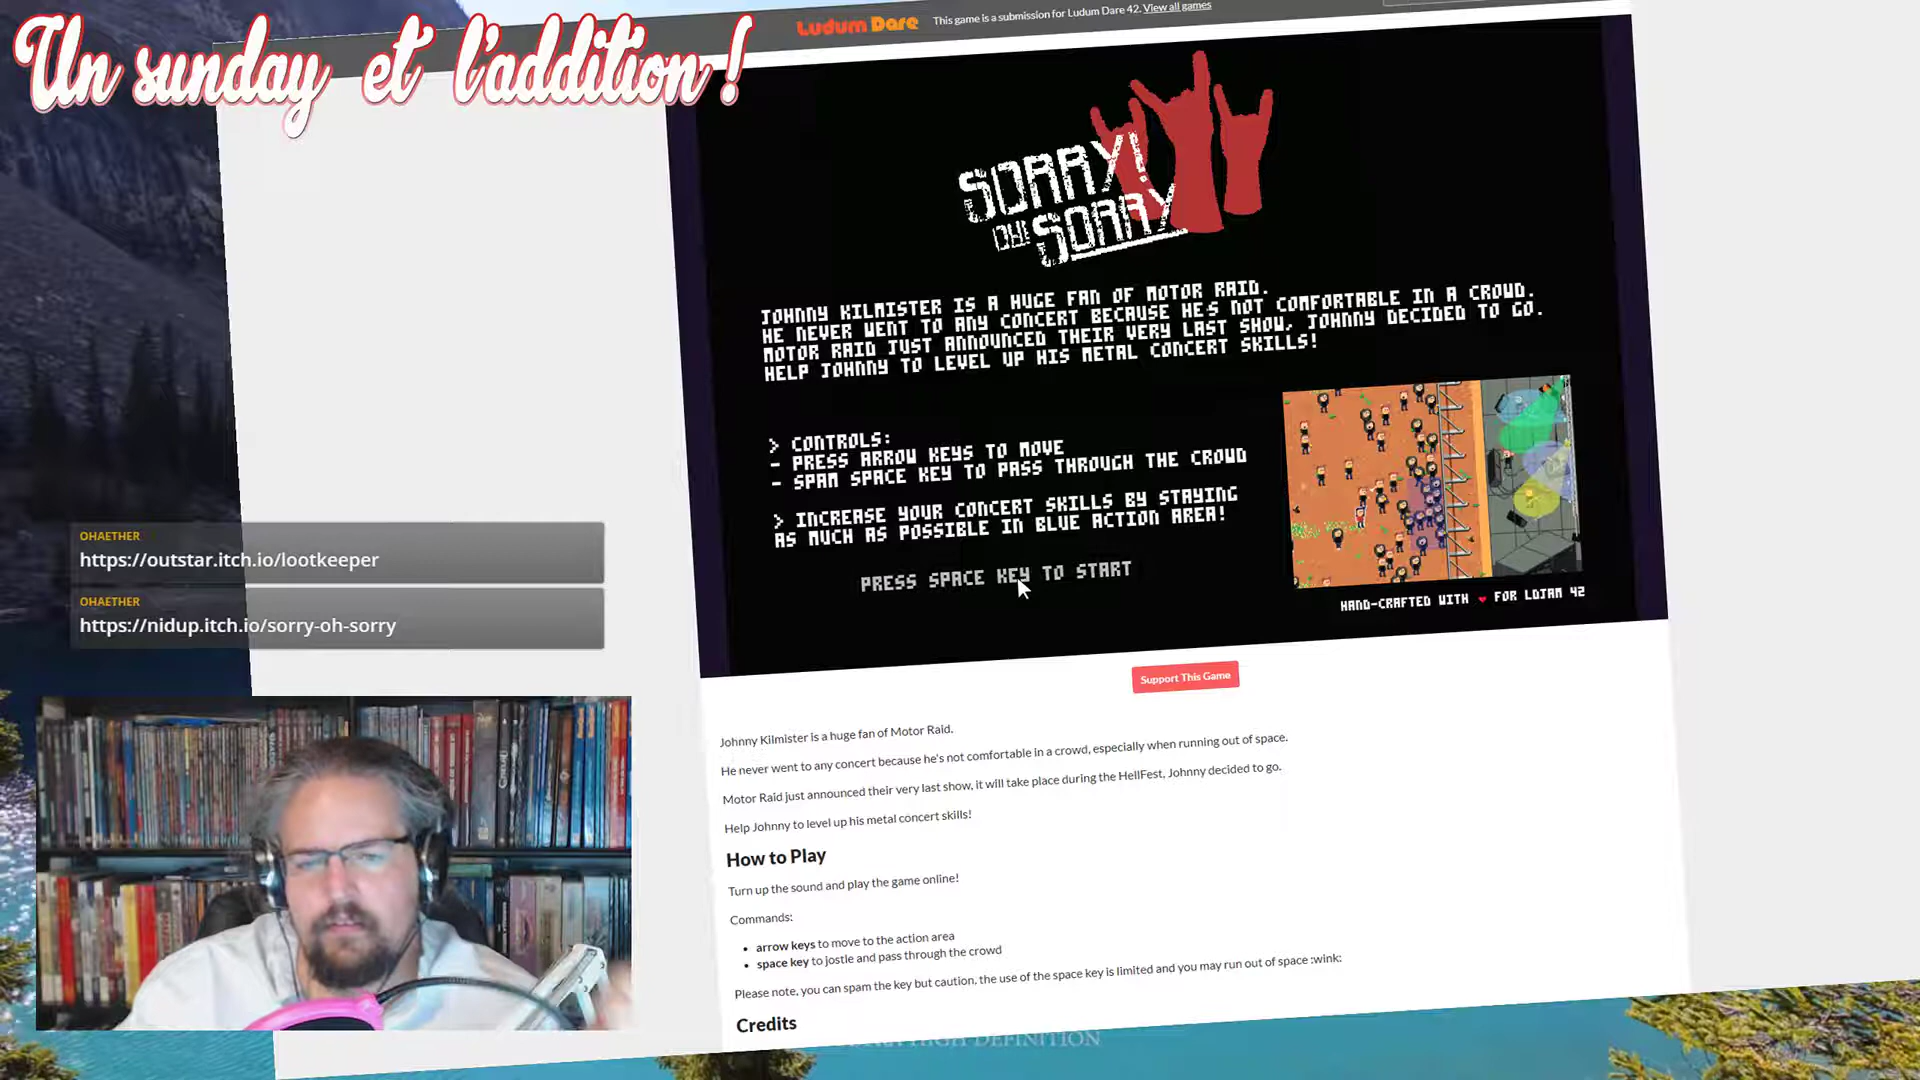 Un sunday et l'addition !
Ludum Dare This game is a submission for Ludum Dare 42. View all games
SORRY!
OH! SORRY
JOHNNY KILMISTER IS A HUGE FAN OF MOTOR RAID.
HE NEVER WENT TO ANY CONCERT BECAUSE HE'S NOT COMFORTABLE IN A CROWD.
MOTOR RAID JUST ANNOUNCED THEIR VERY LAST SHOW, JOHNNY DECIDED TO GO.
HELP JOHNNY TO LEVEL UP HIS METAL CONCERT SKILLS!
> CONTROLS:
- PRESS ARROW KEYS TO MOVE
- SPAM SPACE KEY TO PASS THROUGH THE CROWD
> INCREASE YOUR CONCERT SKILLS BY STAYING
AS MUCH AS POSSIBLE IN BLUE ACTION AREA!
PRESS SPACE KEY TO START
HAND-CRAFTED WITH ♥ FOR LDJAM 42
OHAETHER
https://outstar.itch.io/lootkeeper
OHAETHER
https://nidup.itch.io/sorry-oh-sorry
Support This Game
Johnny Kilmister is a huge fan of Motor Raid.
He never went to any concert because he's not comfortable in a crowd, especially when running out of space.
Motor Raid just announced their very last show, it will take place during the HellFest, Johnny decided to go.
Help Johnny to level up his metal concert skills!
How to Play
Turn up the sound and play the game online!
Commands:
• arrow keys to move to the action area
• space key to jostle and pass through the crowd
Please note, you can spam the key but caution, the use of the space key is limited and you may run out of space :wink:
Credits
HIGH DEFINITION